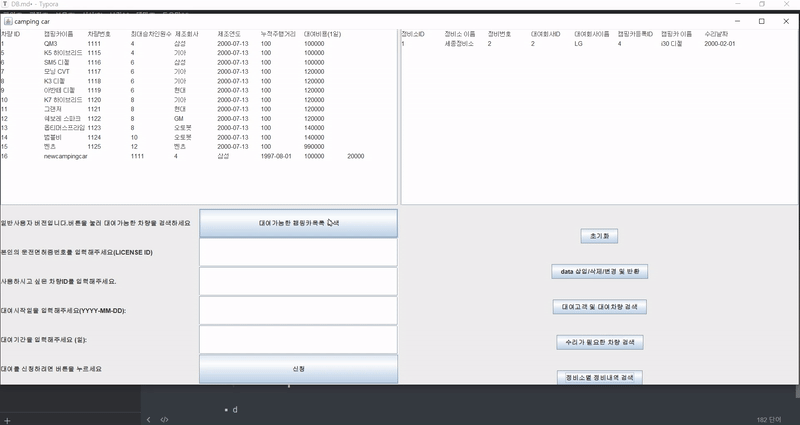 DB.md• - Typora
camping car
차량 ID 캠핑카이름 차량번호 최대승차인원수 제조회사 제조연도 누적주행거리 대여비용(1일)
1 QM3 1111 4 삼성 2000-07-13 100 100000
5 K5 하이브리드 1115 4 기아 2000-07-13 100 100000
6 SM5 디젤 1116 6 삼성 2000-07-13 100 120000
7 모닝 CVT 1117 6 기아 2000-07-13 100 120000
8 K3 디젤 1118 6 기아 2000-07-13 100 120000
9 아반떼 디젤 1119 6 현대 2000-07-13 100 120000
10 K7 하이브리드 1120 8 기아 2000-07-13 100 120000
11 그랜저 1121 8 현대 2000-07-13 100 120000
12 쉐보레 스파크 1122 8 GM 2000-07-13 100 120000
13 옵티머스프라임 1123 8 오토봇 2000-07-13 100 140000
14 범블비 1124 10 오토봇 2000-07-13 100 140000
15 벤츠 1125 12 벤츠 2000-07-13 100 990000
16 newcampingcar 1111 4 삼성 1997-08-01 100000 20000
정비소ID 정비소 이름 정비번호 대여회사ID 대여회사이름 캠핑카등록ID 캠핑카 이름 수리날짜
1 세종정비소 2 2 LG 4 i30 디젤 2000-02-01
일반사용자 버전입니다.버튼을 눌러 대여가능한 차량을 검색하세요
대여가능한 캠핑카목록 검색
본인의 운전면허증번호를 입력해주세요(LICENSE ID)
사용하시고 싶은 차량ID를 입력해주세요.
대여시작일을 입력해주세요(YYYY-MM-DD):
대여기간을 입력해주세요 (일):
대여를 신청하려면 버튼을 누르세요
신청
초기화
data 삽입/삭제/변경 및 반환
대여고객 및 대여차량 검색
수리가 필요한 차량 검색
정비소별 정비내역 검색
• d
182 단어